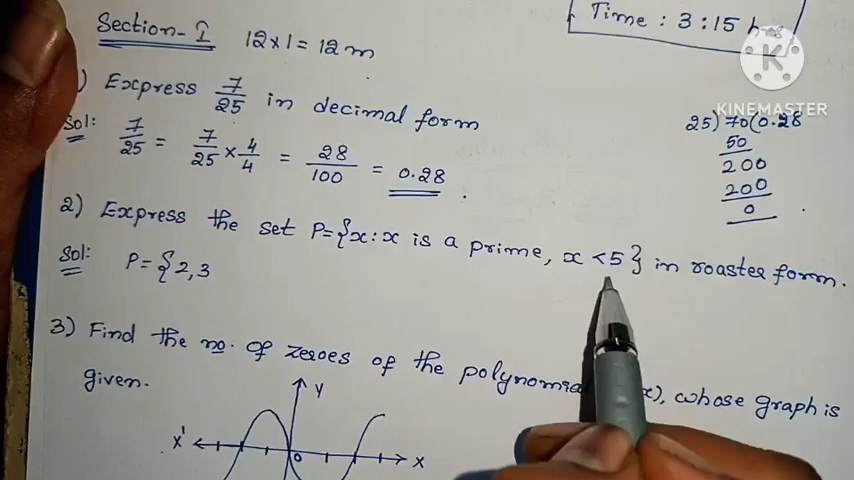 Section-I 12×1=12m
Time : 3:15 hrs
KINEMASTER
) Express 7/25 in decimal form
Sol: 7/25 = 7/25 × 4/4 = 28/100 = 0.28
25)70(0.28
50
200
200
0
2) Express the set P={x:x is a prime, x <5} in roaster form.
Sol: P={2,3
3) Find the no. of zeroes of the polynomia x), whose graph is
given.
Y
X' O X